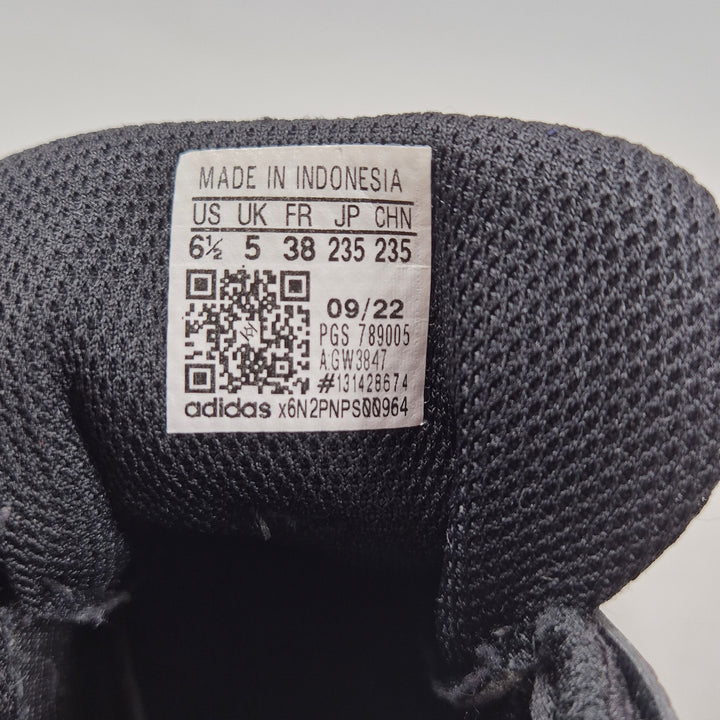 MADE IN INDONESIA
US UK FR JP CHN
6½ 5 38 235 235
09/22
PGS 789005
A:GW3847
#131428674
adidas x6N2PNPS00964